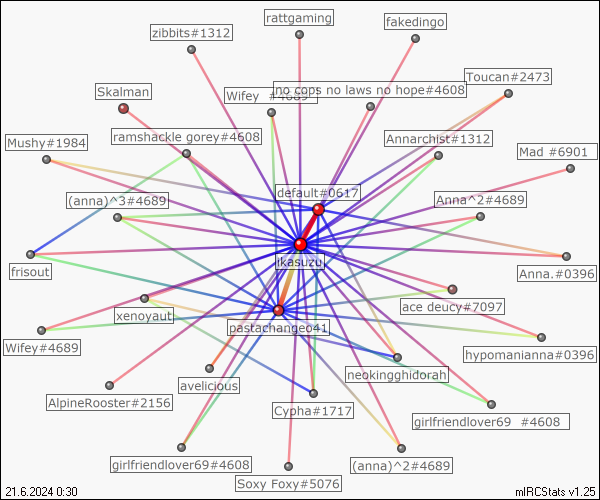 rattgaming
fakedingo
zibbits#1312
Toucan#2473
Skalman
Wifey #4689
no cops no laws no hope#4608
Mushy#1984
ramshackle gorey#4608
Annarchist#1312
Mad #6901
(anna)^3#4689
default#0617
Anna^2#4689
frisout
ikasuzu
Anna.#0396
xenoyaut
ace deucy#7097
pastachangeo41
Wifey#4689
hypomanianna#0396
neokingghidorah
avelicious
AlpineRooster#2156
Cypha#1717
girlfriendlover69 #4608
girlfriendlover69#4608
(anna)^2#4689
Soxy Foxy#5076
21.6.2024 0:30
mIRCStats v1.25